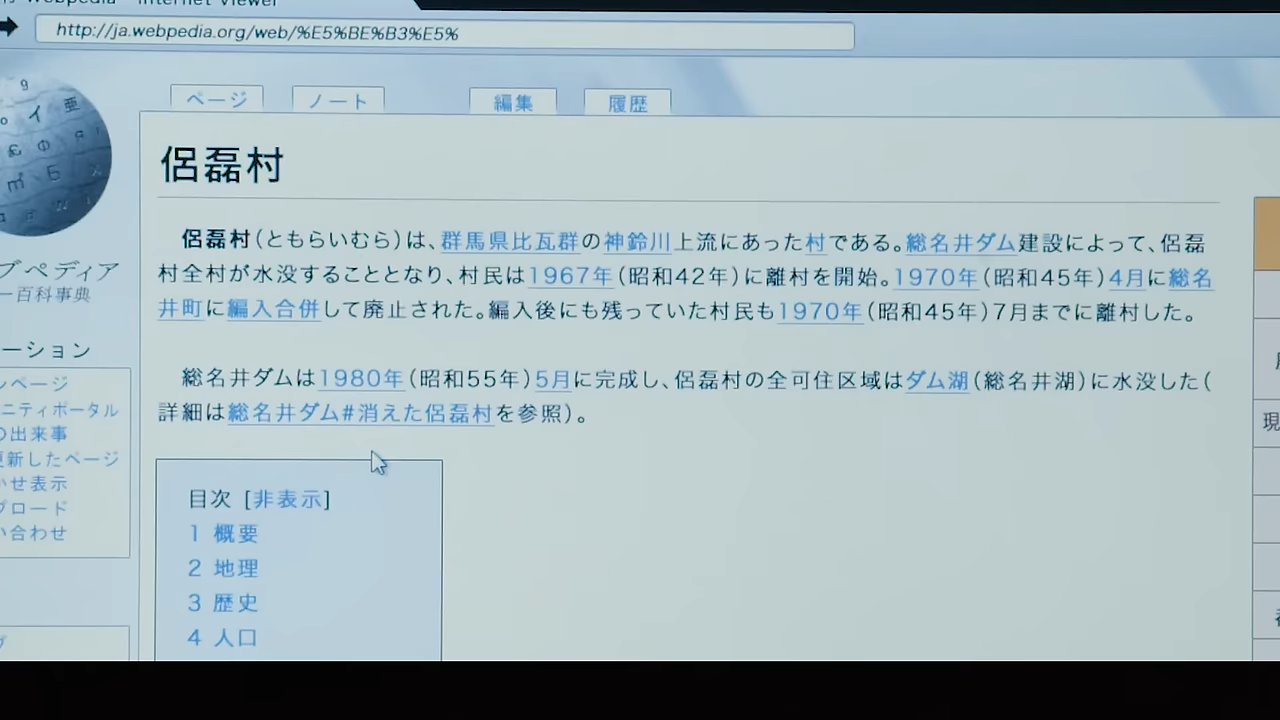 Internet Viewer
http://ja.webpedia.org/web/%E5%BE%B3%E5%
ページ ノート 編集 履歴
侶磊村
侶磊村(ともらいむら)は、群馬県比瓦群の神鈴川上流にあった村である。総名井ダム建設によって、侶磊
村全村が水没することとなり、村民は1967年(昭和42年)に離村を開始。1970年(昭和45年)4月に総名
井町に編入合併して廃止された。編入後にも残っていた村民も1970年(昭和45年)7月までに離村した。
総名井ダムは1980年(昭和55年)5月に完成し、侶磊村の全可住区域はダム湖(総名井湖)に水没した(
詳細は総名井ダム#消えた侶磊村を参照)。
目次 [非表示]
1 概要
2 地理
3 歴史
4 人口
ブペディア
ー百科事典
ーション
ページ
ニティポータル
の出来事
更新したページ
かせ表示
プロード
い合わせ
現